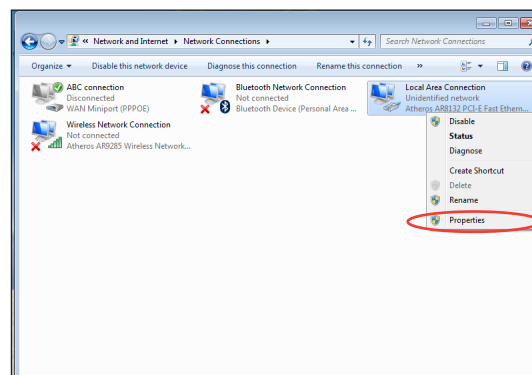 « Network and Internet ▸ Network Connections ▸
Search Network Connections
Organize ▾ Disable this network device Diagnose this connection Rename this connection »
ABC connection
Disconnected
WAN Miniport (PPPOE)
Bluetooth Network Connection
Not connected
Bluetooth Device (Personal Area ...
Local Area Connection
Unidentified network
Atheros AR8132 PCI-E Fast Ethern...
Wireless Network Connection
Not connected
Atheros AR9285 Wireless Network...
Disable
Status
Diagnose
Create Shortcut
Delete
Rename
Properties